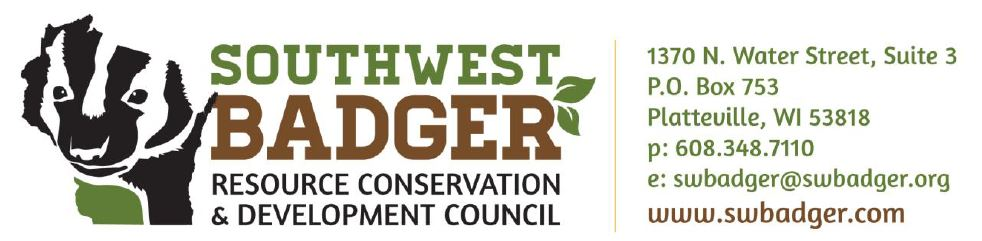 SOUTHWEST
BADGER
RESOURCE CONSERVATION
& DEVELOPMENT COUNCIL
1370 N. Water Street, Suite 3
P.O. Box 753
Platteville, WI 53818
p: 608.348.7110
e: swbadger@swbadger.org
www.swbadger.com